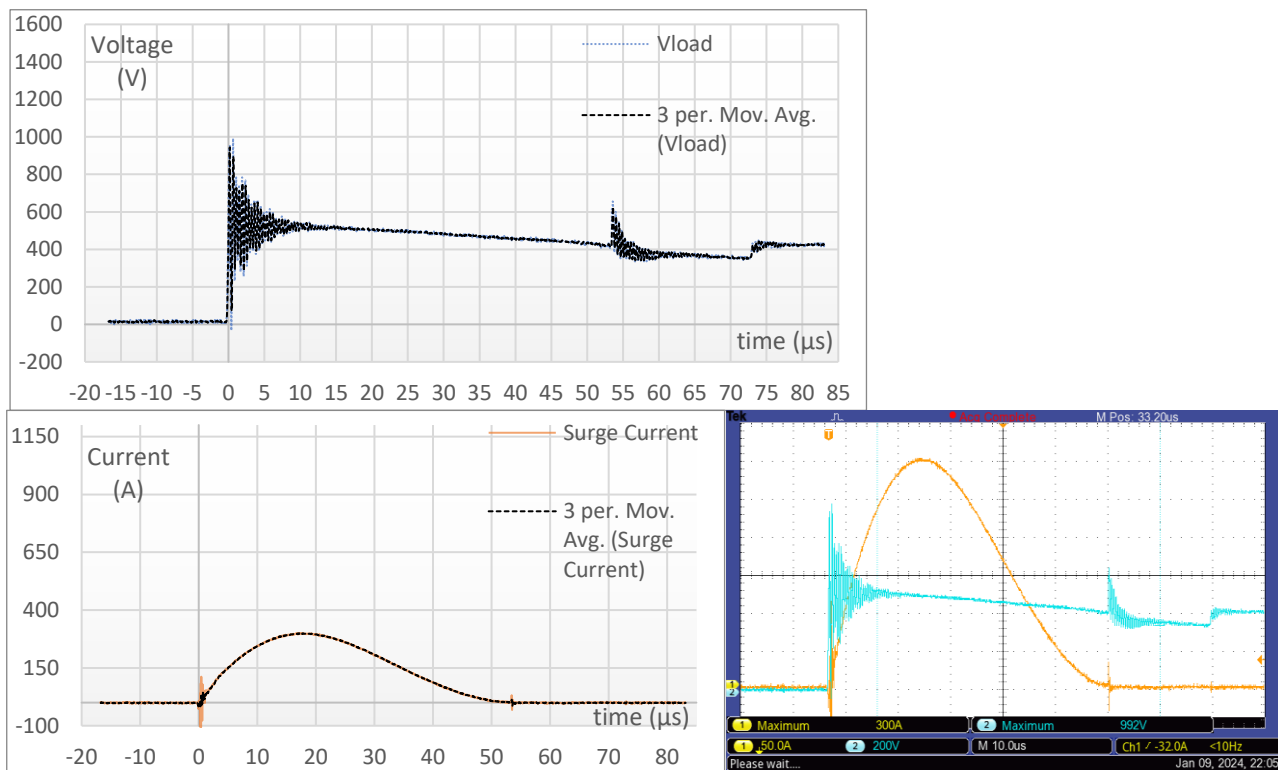 1600
1400
1200
1000
800
600
400
200
0
-200
Voltage
(V)
Vload
3 per. Mov. Avg.
(Vload)
time (µs)
-20 -15 -10 -5 0 5 10 15 20 25 30 35 40 45 50 55 60 65 70 75 80 85
1150
900
650
400
150
-100
Current
(A)
Surge Current
3 per. Mov.
Avg. (Surge
Current)
time (µs)
-20 -10 0 10 20 30 40 50 60 70 80
Tek
M Pos: 33.20us
T
1
2
1 Maximum 300A 2 Maximum 992V
1 50.0A 2 200V M 10.0us Ch1 -32.0A <10Hz
Please wait.... Jan 09, 2024, 22:05